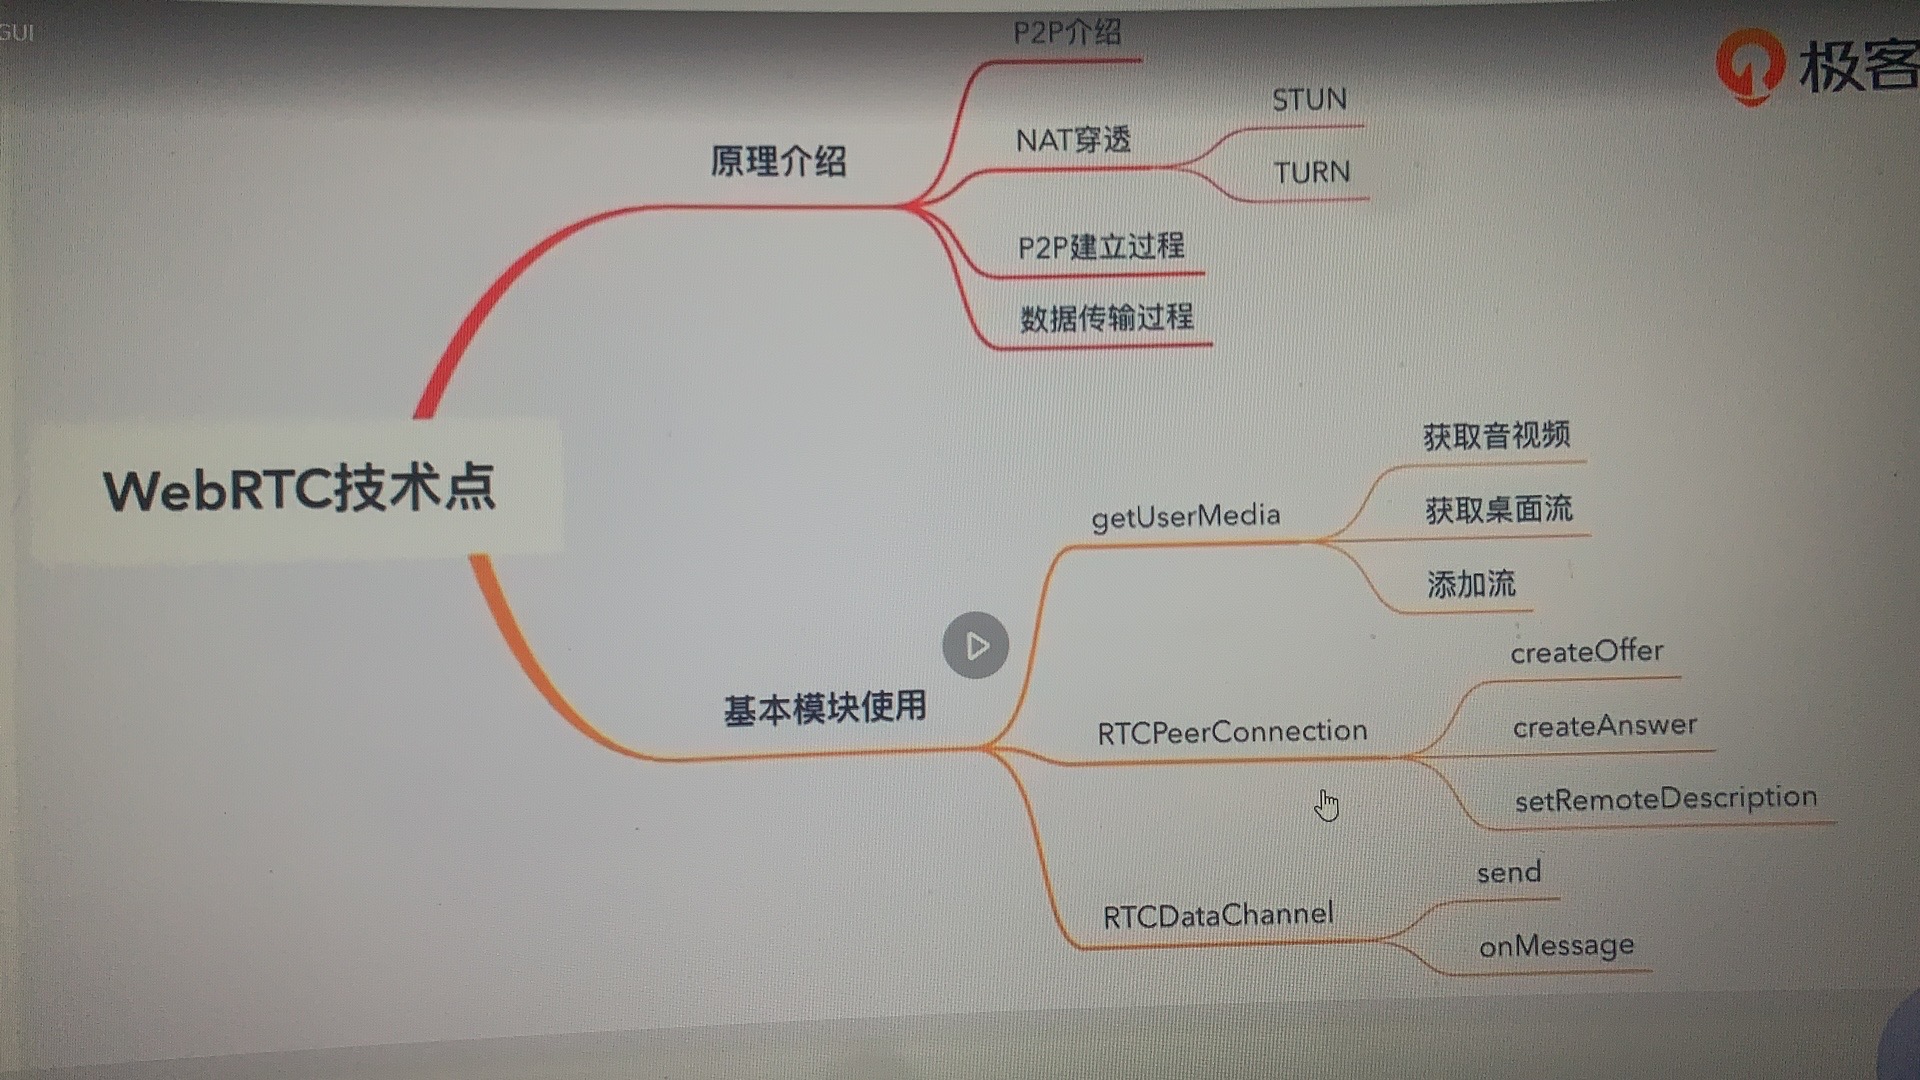 GUI
极客
P2P介绍
STUN
NAT穿透
TURN
原理介绍
P2P建立过程
数据传输过程
WebRTC技术点
获取音视频
getUserMedia
获取桌面流
添加流
createOffer
基本模块使用
RTCPeerConnection
createAnswer
setRemoteDescription
send
RTCDataChannel
onMessage